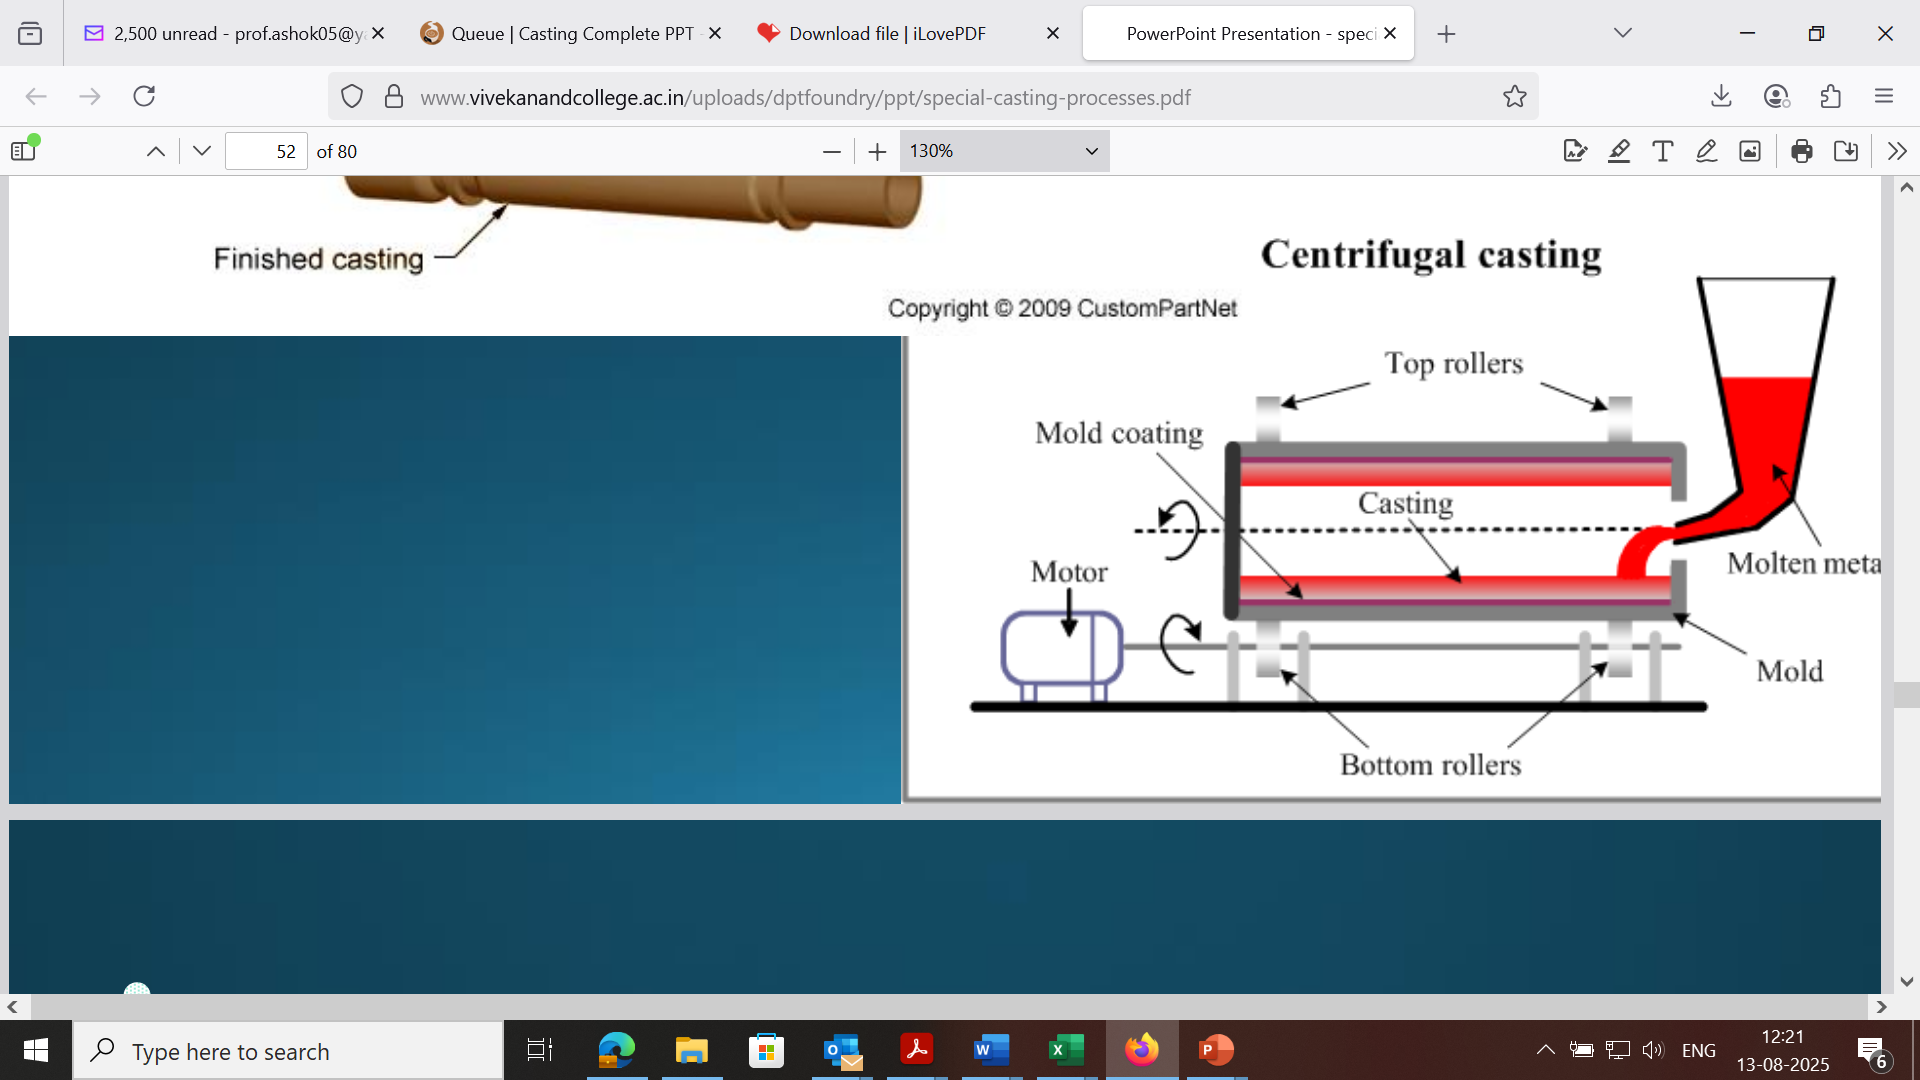 2,500 unread - prof.ashok05@y
Queue | Casting Complete PPT
Download file | iLovePDF
PowerPoint Presentation - speci
www.vivekanandcollege.ac.in/uploads/dptfoundry/ppt/special-casting-processes.pdf
52 of 80
130%
Finished casting
Centrifugal casting
Copyright © 2009 CustomPartNet
Top rollers
Mold coating
Casting
Motor
Molten meta
Mold
Bottom rollers
Type here to search
ENG
12:21
13-08-2025
6